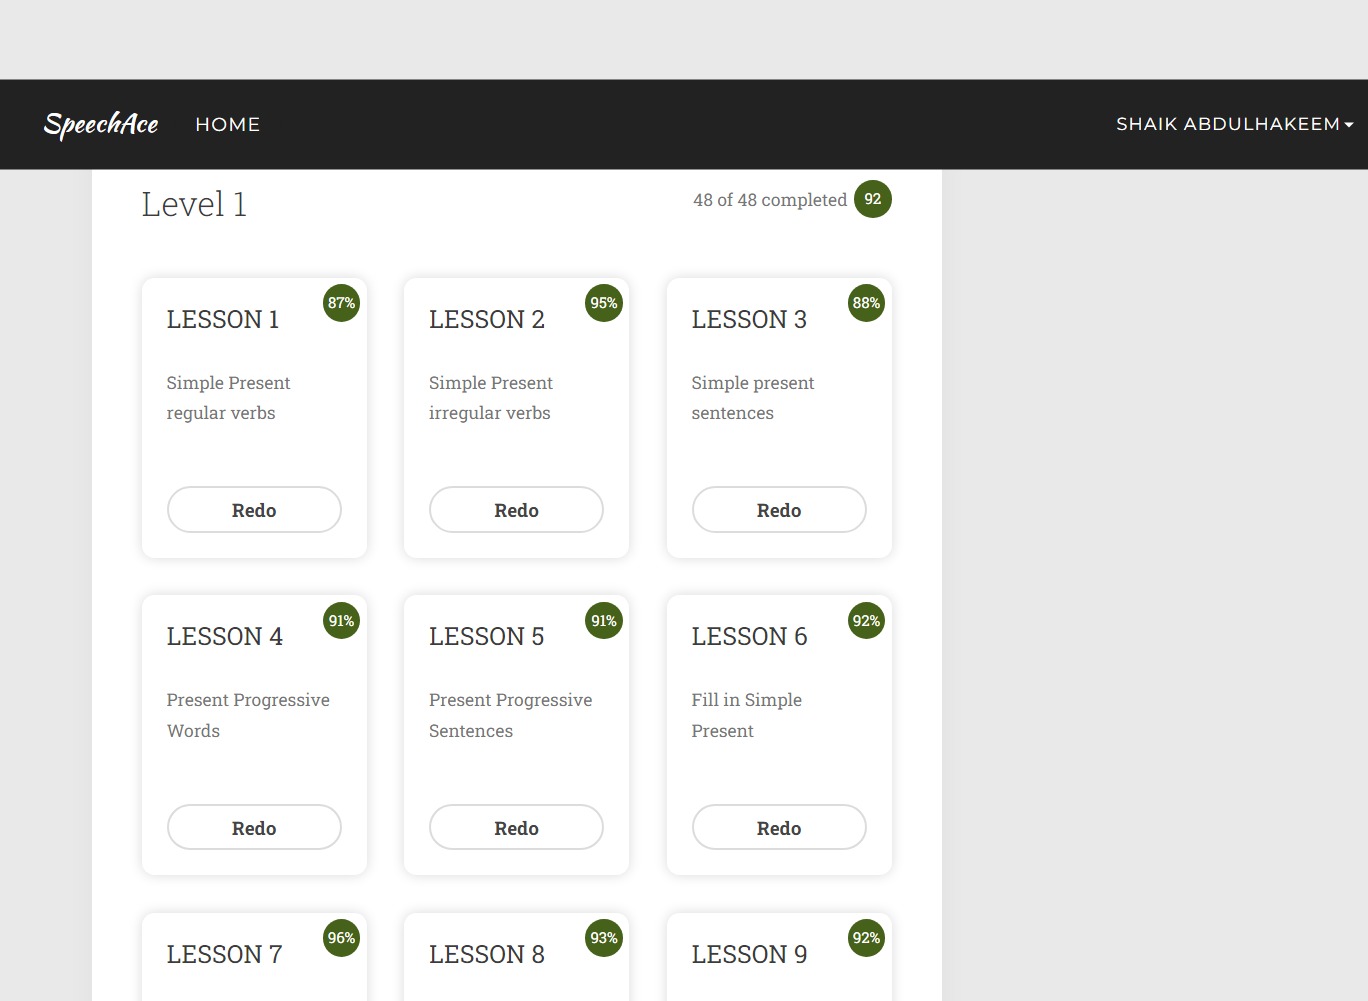 SpeechAce HOME SHAIK ABDULHAKEEM
Level 1 48 of 48 completed 92
87%
LESSON 1
Simple Present
regular verbs
Redo
95%
LESSON 2
Simple Present
irregular verbs
Redo
88%
LESSON 3
Simple present
sentences
Redo
91%
LESSON 4
Present Progressive
Words
Redo
91%
LESSON 5
Present Progressive
Sentences
Redo
92%
LESSON 6
Fill in Simple
Present
Redo
96%
LESSON 7
93%
LESSON 8
92%
LESSON 9